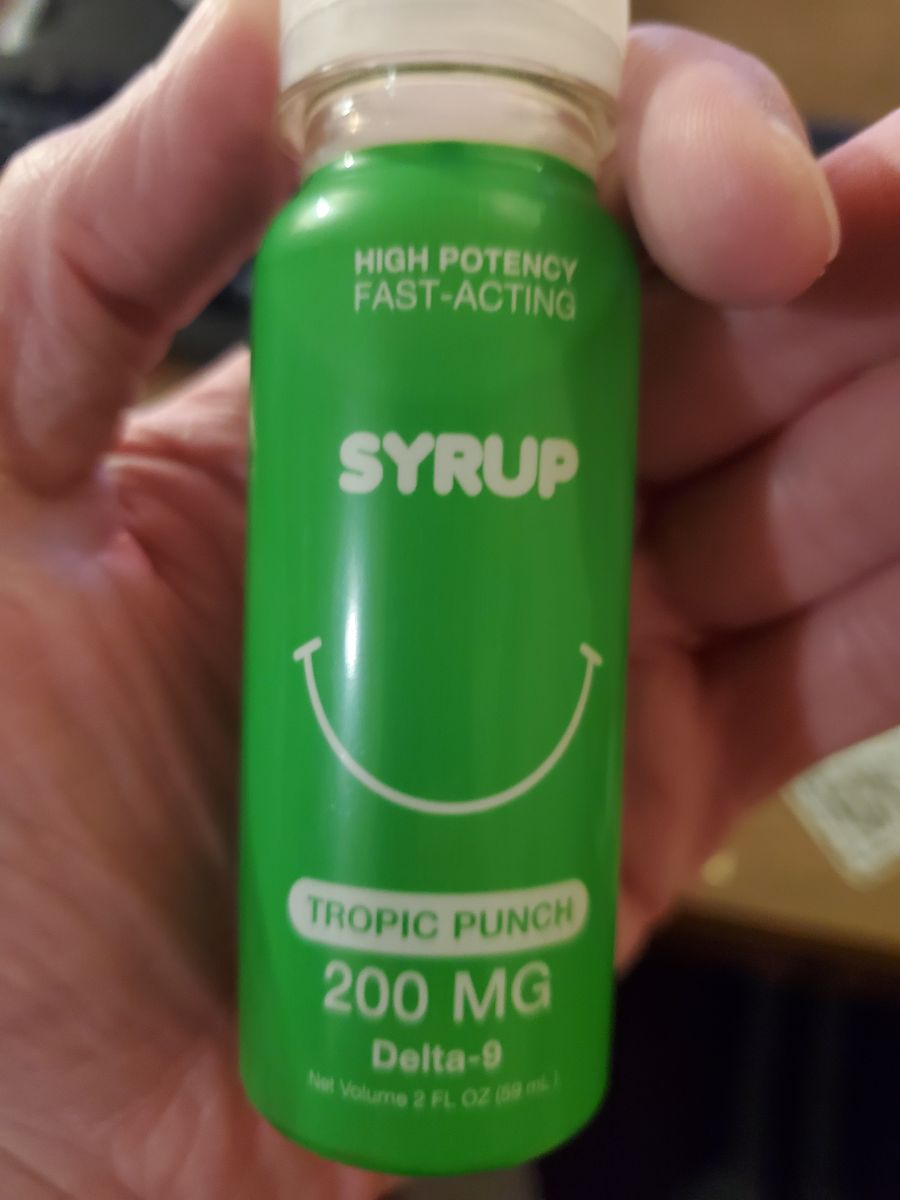 HIGH POTENCY
FAST-ACTING
SYRUP
TROPIC PUNCH
200 MG
Delta-9
Net Volume 2 FL OZ (59 mL)